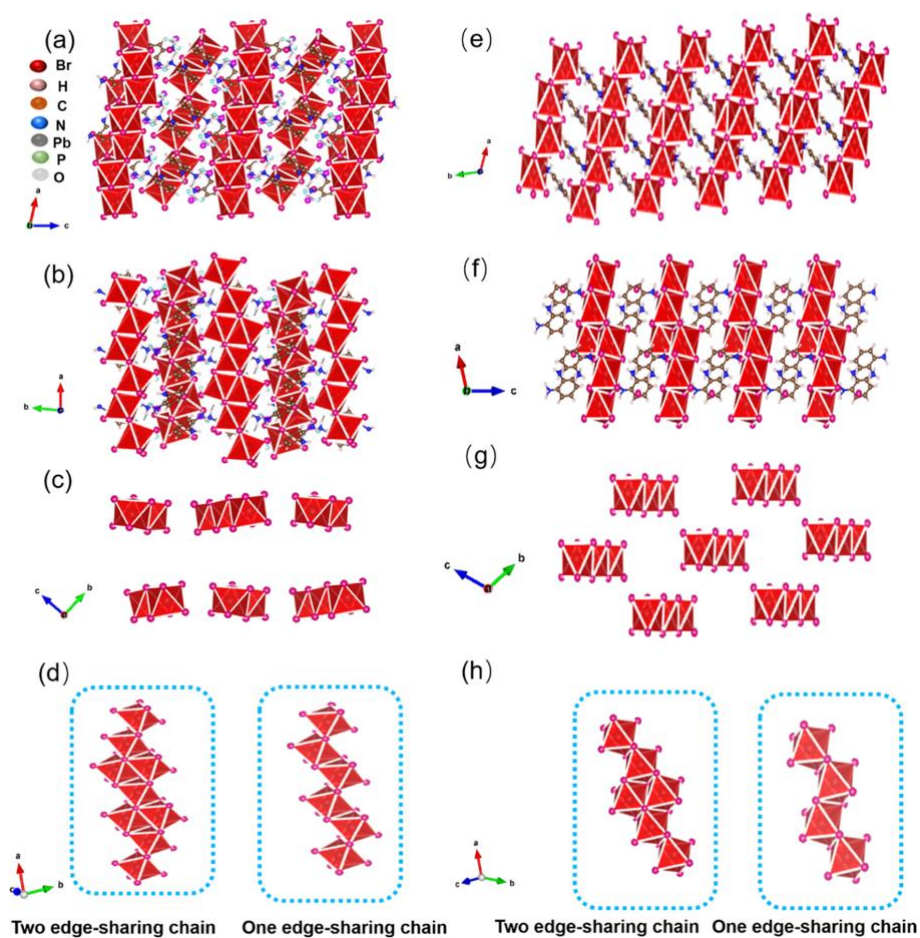 (a)
Br
H
C
N
Pb
P
O
a
c
(b)
a
b
(c)
c
b
(d)
a
c
b
Two edge-sharing chain
One edge-sharing chain
(e)
a
b
(f)
a
c
(g)
c
b
(h)
a
c
b
Two edge-sharing chain
One edge-sharing chain